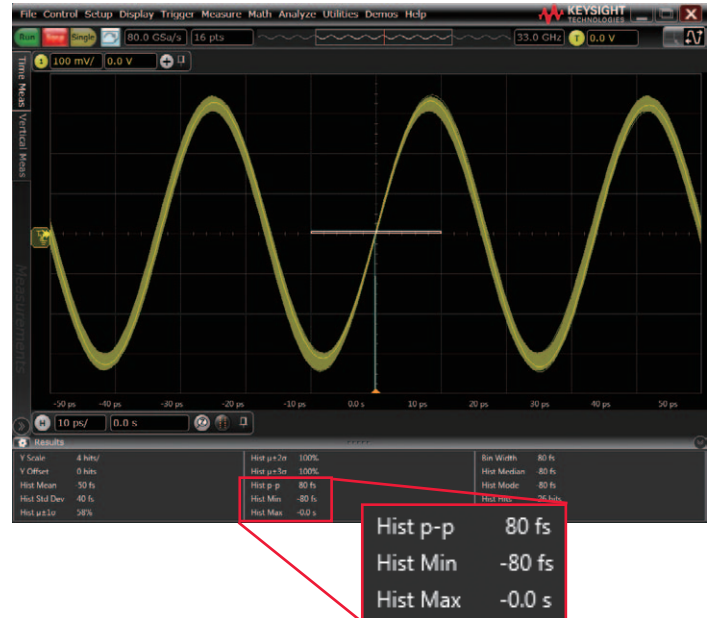 File Control Setup Display Trigger Measure Math Analyze Utilities Demos Help
KEYSIGHT
TECHNOLOGIES
Run Stop Single 80.0 GSa/s 16 pts 33.0 GHz T 0.0 V
1 100 mV/ 0.0 V
Time Meas
Vertical Meas
Measurements
-50 ps -40 ps -30 ps -20 ps -10 ps 0.0 s 10 ps 20 ps 30 ps 40 ps 50 ps
H 10 ps/ 0.0 s
Results
Y Scale 4 hits/ Hist μ±2σ 100% Bin Width 80 fs
Y Offset 0 hits Hist μ±3σ 100% Hist Median -80 fs
Hist Mean -50 fs Hist p-p 80 fs Hist Mode -80 fs
Hist Std Dev 40 fs Hist Min -80 fs Hist Hits
Hist μ±1σ 58% Hist Max -0.0 s
Hist p-p 80 fs
Hist Min -80 fs
Hist Max -0.0 s